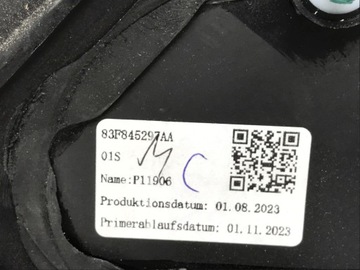 83F845297AA
01S M C
Name:P11906
Produktionsdatum: 01.08.2023
Primerablaufsdatum: 01.11.2023